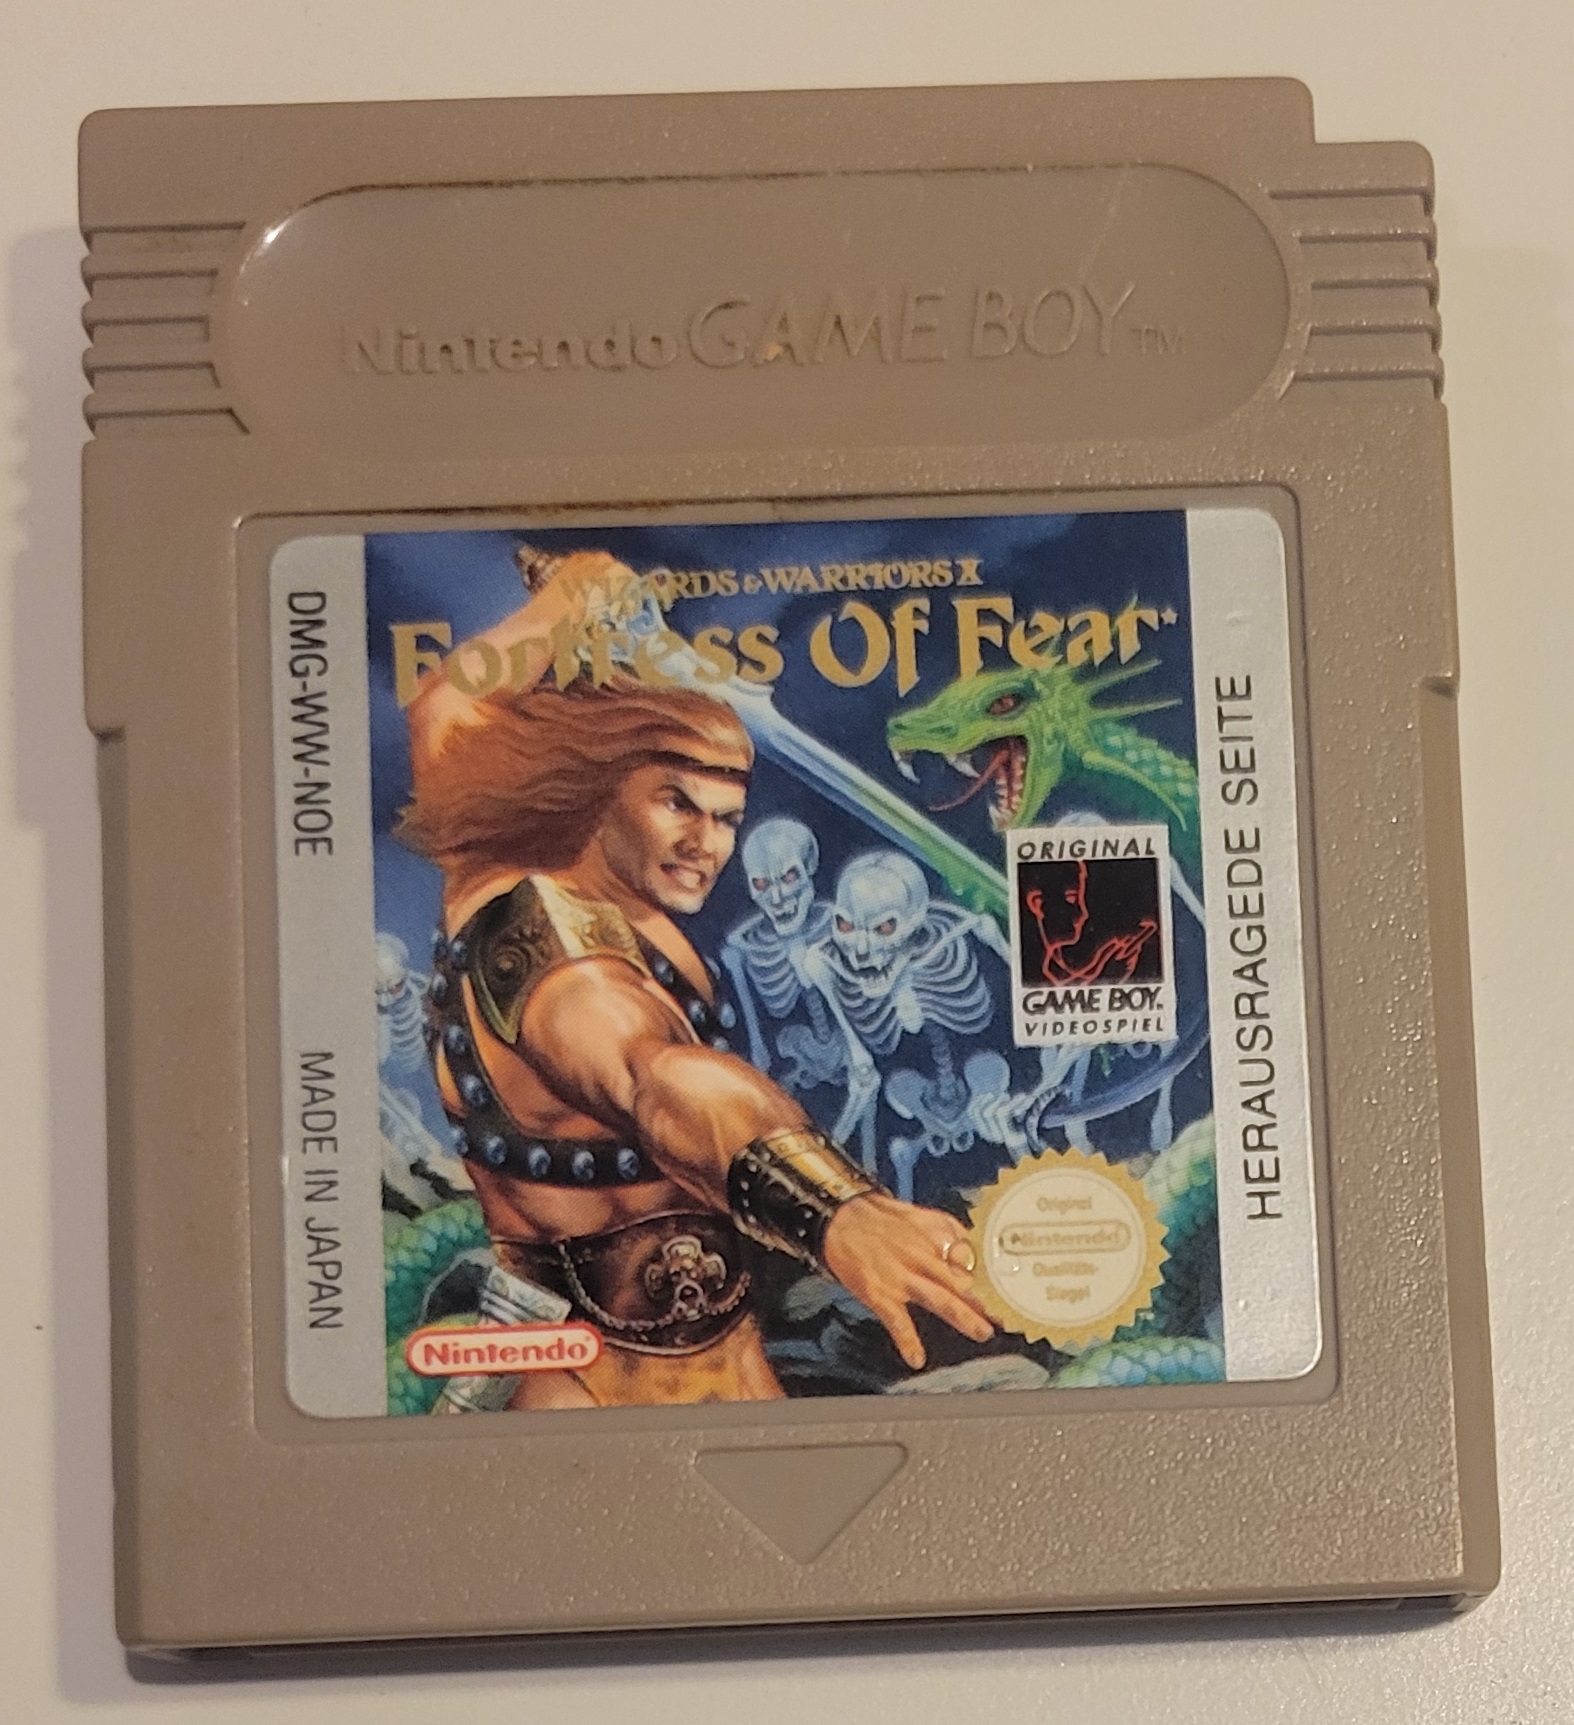 Nintendo GAME BOY TM
DMG-WW-NOE
MADE IN JAPAN
WIZARDS & WARRIORS X
Fortress Of Fear
ORIGINAL
GAME BOY
VIDEOSPIEL
Original
Nintendo
Qualitäts-
Siegel
Nintendo
HERAUSRAGEDE SEITE